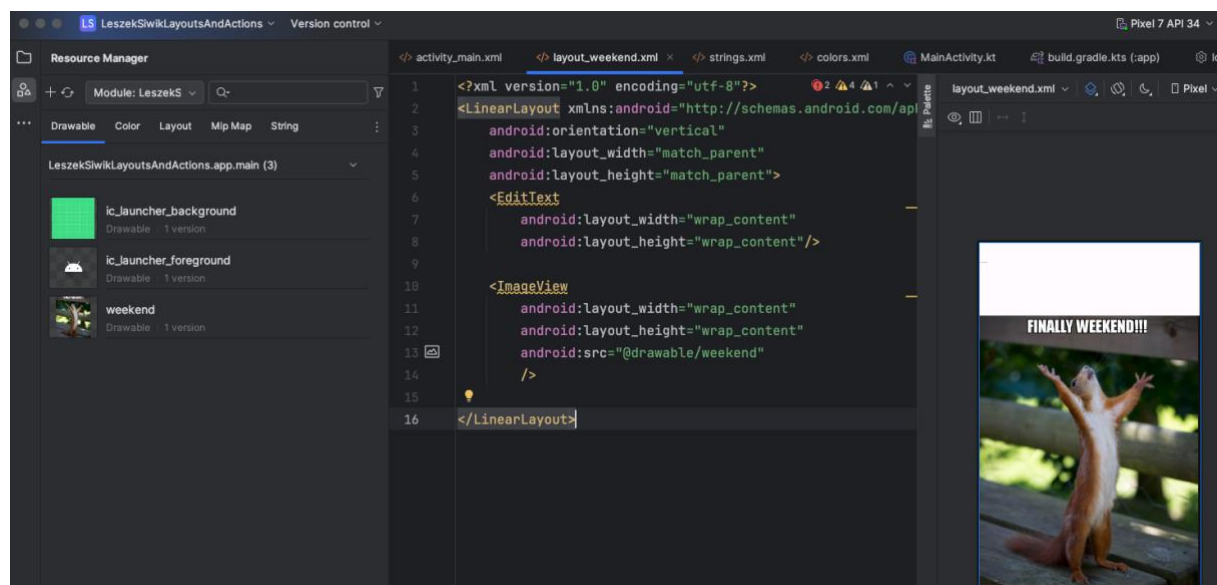 LS LeszekSiwikLayoutsAndActions Version control Pixel 7 API 34
Resource Manager
Module: LeszekS
Drawable Color Layout Mip Map String
LeszekSiwikLayoutsAndActions.app.main (3)
ic_launcher_background
Drawable 1 version
ic_launcher_foreground
Drawable 1 version
weekend
Drawable 1 version
activity_main.xml layout_weekend.xml strings.xml colors.xml MainActivity.kt build.gradle.kts (:app)
2 4 1
1 <?xml version="1.0" encoding="utf-8"?>
2 <LinearLayout xmlns:android="http://schemas.android.com/ap
3 android:orientation="vertical"
4 android:layout_width="match_parent"
5 android:layout_height="match_parent">
6 <EditText
7 android:layout_width="wrap_content"
8 android:layout_height="wrap_content"/>
9
10 <ImageView
11 android:layout_width="wrap_content"
12 android:layout_height="wrap_content"
13 android:src="@drawable/weekend"
14 />
15
16 </LinearLayout>
Palette
layout_weekend.xml Pixel
FINALLY WEEKEND!!!